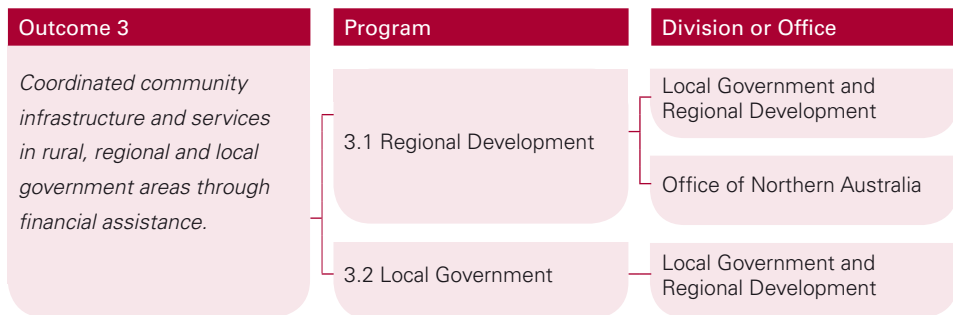 Outcome 3
Coordinated community
infrastructure and services
in rural, regional and local
government areas through
financial assistance.
Program
3.1 Regional Development
3.2 Local Government
Division or Office
Local Government and
Regional Development
Office of Northern Australia
Local Government and
Regional Development